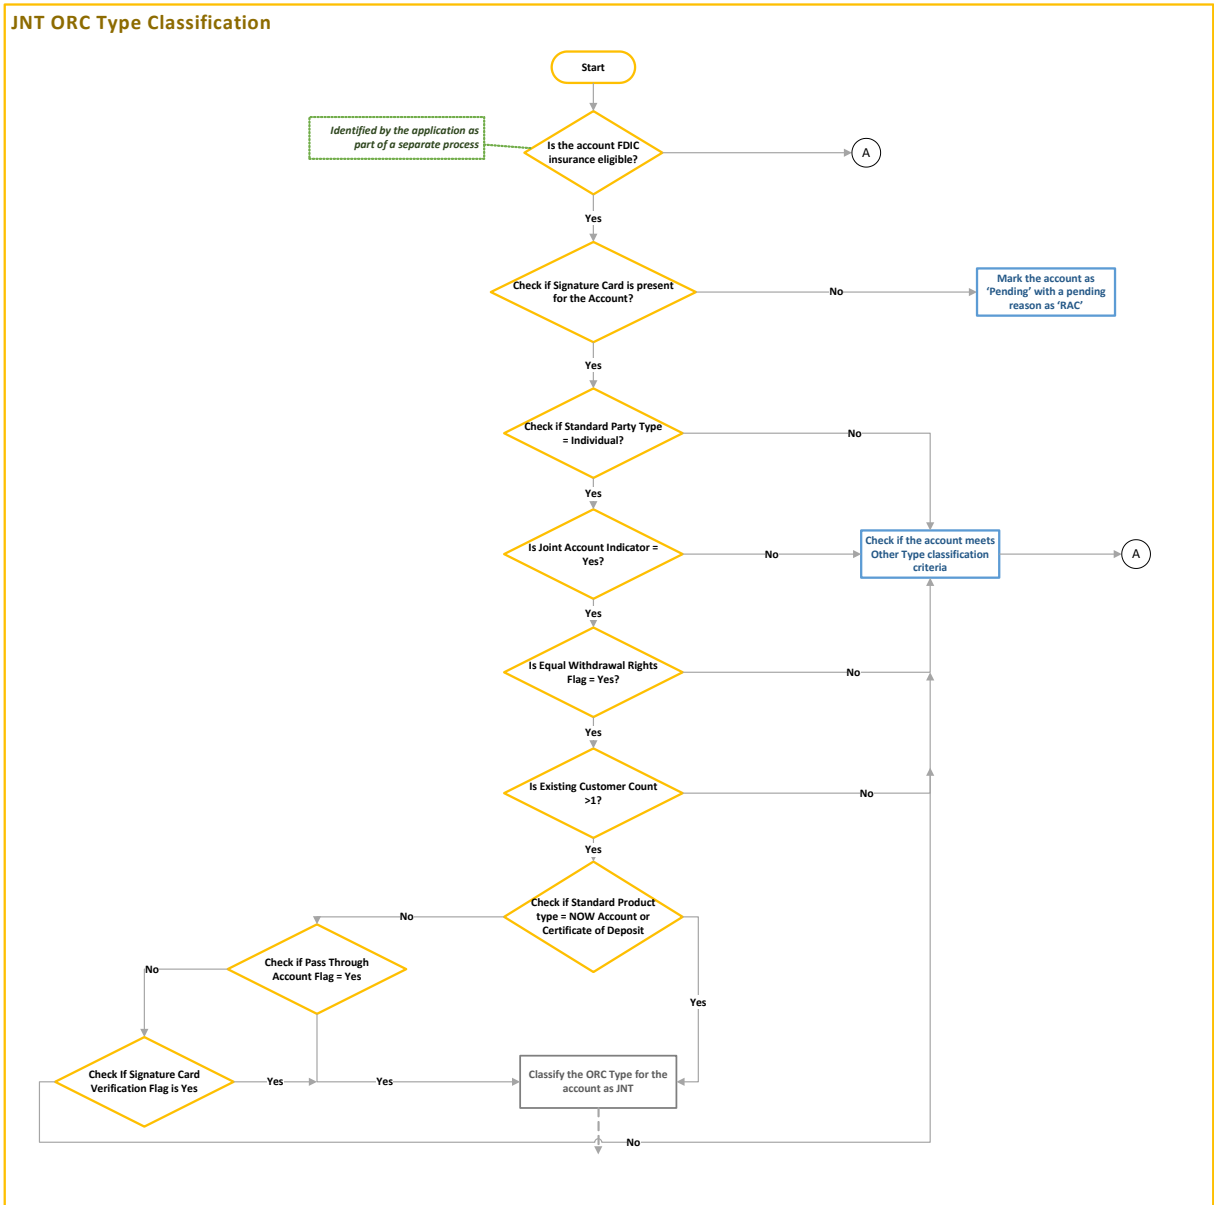 JNT ORC Type Classification
Start
Identified by the application as
part of a separate process
Is the account FDIC
insurance eligible?
A
Yes
Check if Signature Card is present
for the Account?
No
Mark the account as
‘Pending’ with a pending
reason as ‘RAC’
Yes
Check if Standard Party Type
= Individual?
No
Yes
Is Joint Account Indicator =
Yes?
No
Check if the account meets
Other Type classification
criteria
A
Yes
Is Equal Withdrawal Rights
Flag = Yes?
No
Yes
Is Existing Customer Count
>1?
No
Yes
Check if Standard Product
type = NOW Account or
Certificate of Deposit
No
Check if Pass Through
Account Flag = Yes
No
Yes
Check If Signature Card
Verification Flag is Yes
Yes
Yes
Classify the ORC Type for the
account as JNT
No